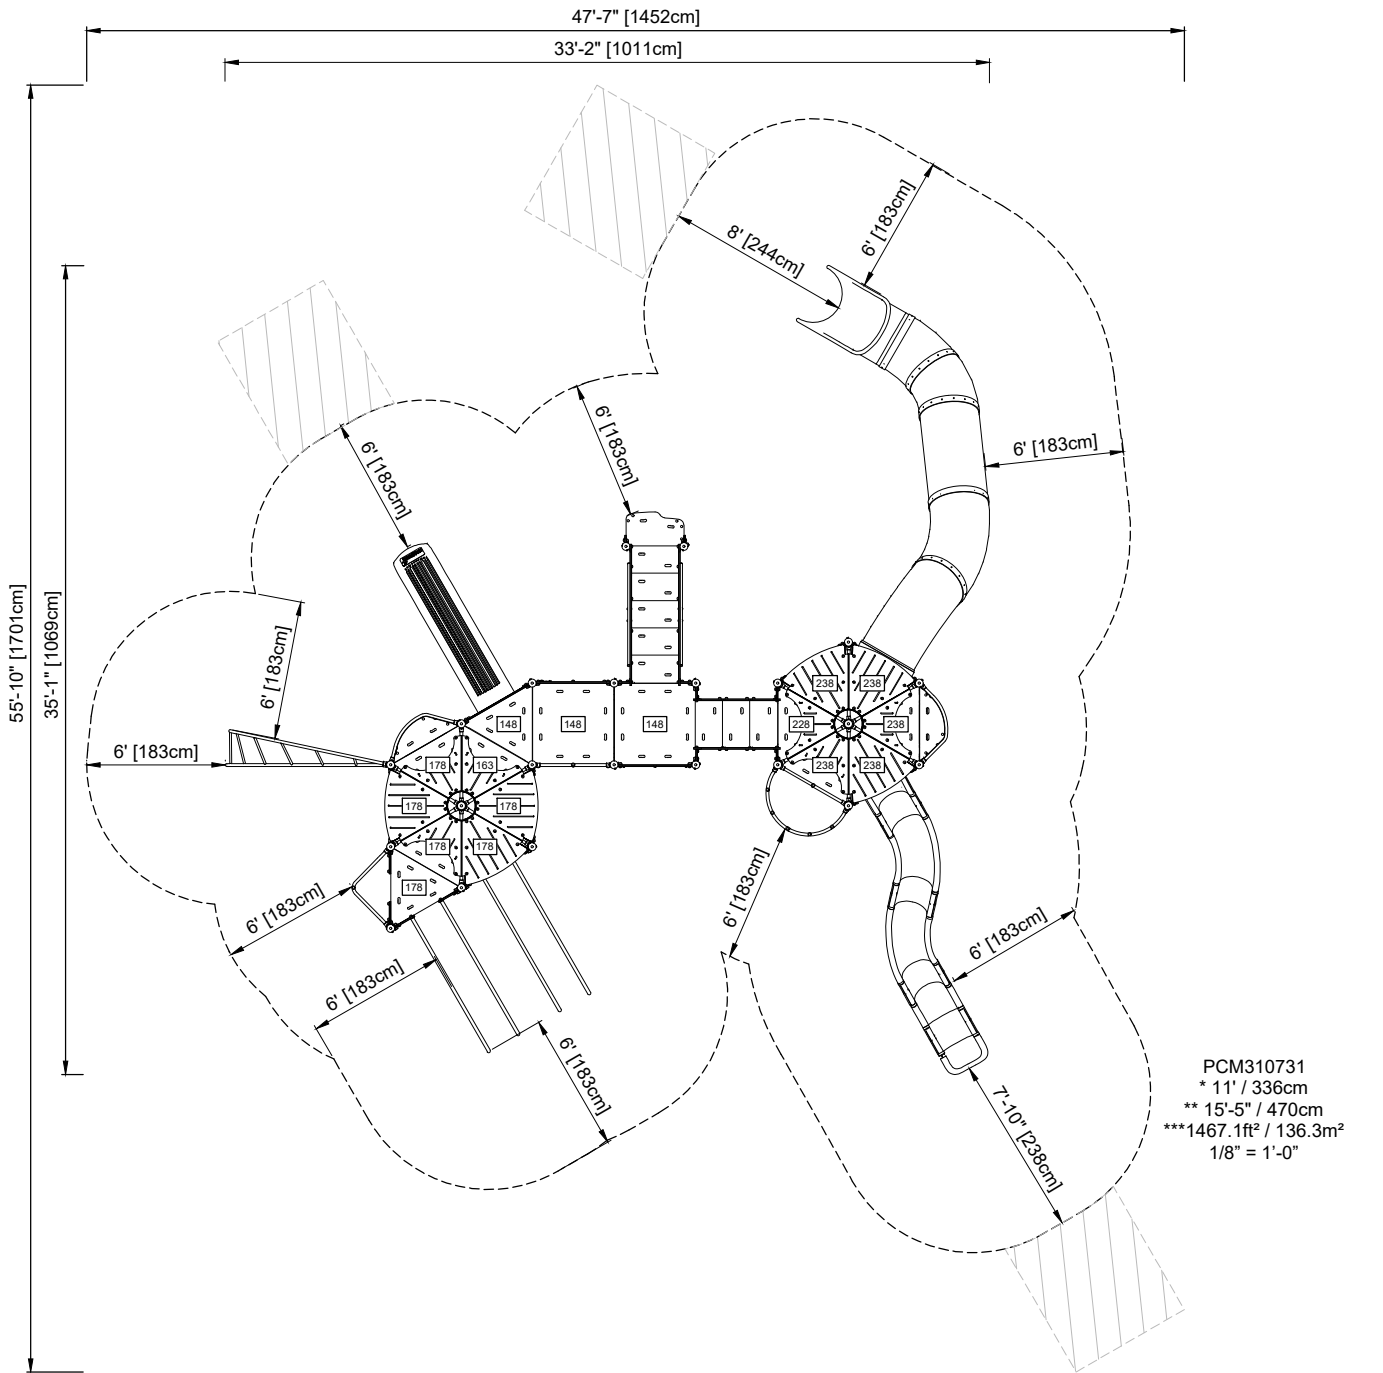 47'-7" [1452cm]
33'-2" [1011cm]
55'-10" [1701cm]
35'-1" [1069cm]
6' [183cm]
8' [244cm]
6' [183cm]
6' [183cm]
6' [183cm]
6' [183cm]
6' [183cm]
238
238
148
148
148
228
238
6' [183cm]
178
163
238
238
178
178
178
178
178
6' [183cm]
6' [183cm]
6' [183cm]
6' [183cm]
6' [183cm]
7'-10" [238cm]
PCM310731
* 11' / 336cm
** 15'-5" / 470cm
***1467.1ft² / 136.3m²
1/8” = 1’-0”